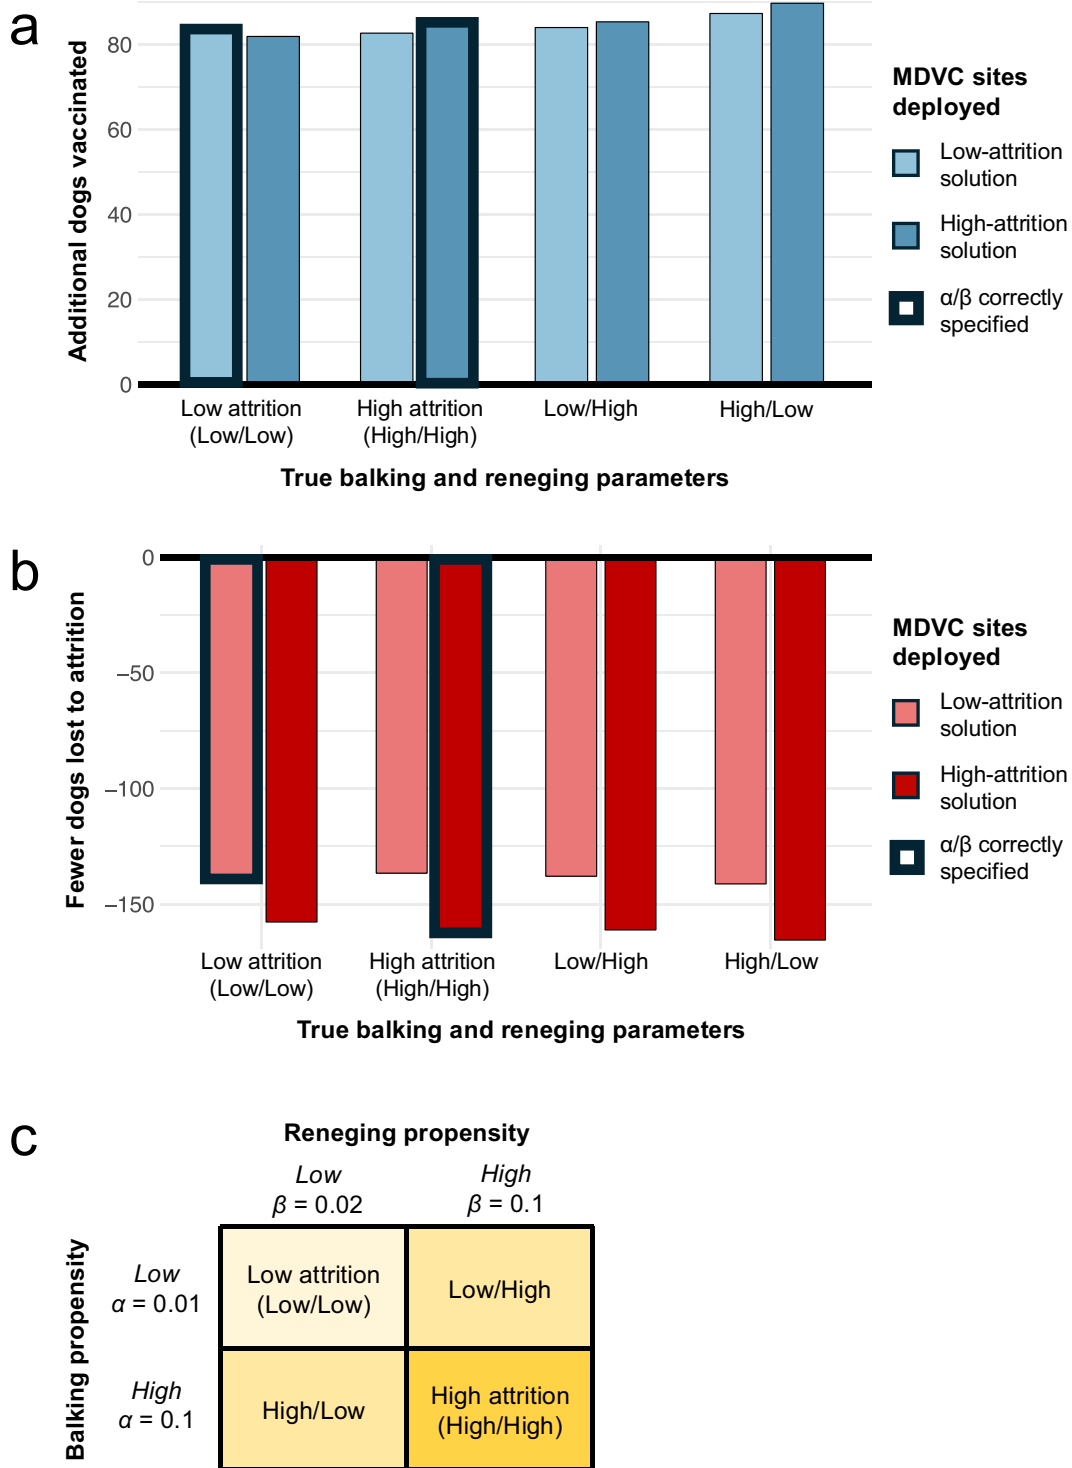 a
Additional dogs vaccinated
80
60
40
20
0
Low attrition
(Low/Low)
High attrition
(High/High)
Low/High
High/Low
True balking and reneging parameters
MDVC sites
deployed
Low-attrition
solution
High-attrition
solution
α/β correctly
specified
b
Fewer dogs lost to attrition
0
−50
−100
−150
Low attrition
(Low/Low)
High attrition
(High/High)
Low/High
High/Low
True balking and reneging parameters
MDVC sites
deployed
Low-attrition
solution
High-attrition
solution
α/β correctly
specified
c
Reneging propensity
Low
β = 0.02
High
β = 0.1
Balking propensity
Low
α = 0.01
Low attrition
(Low/Low)
Low/High
High
α = 0.1
High/Low
High attrition
(High/High)